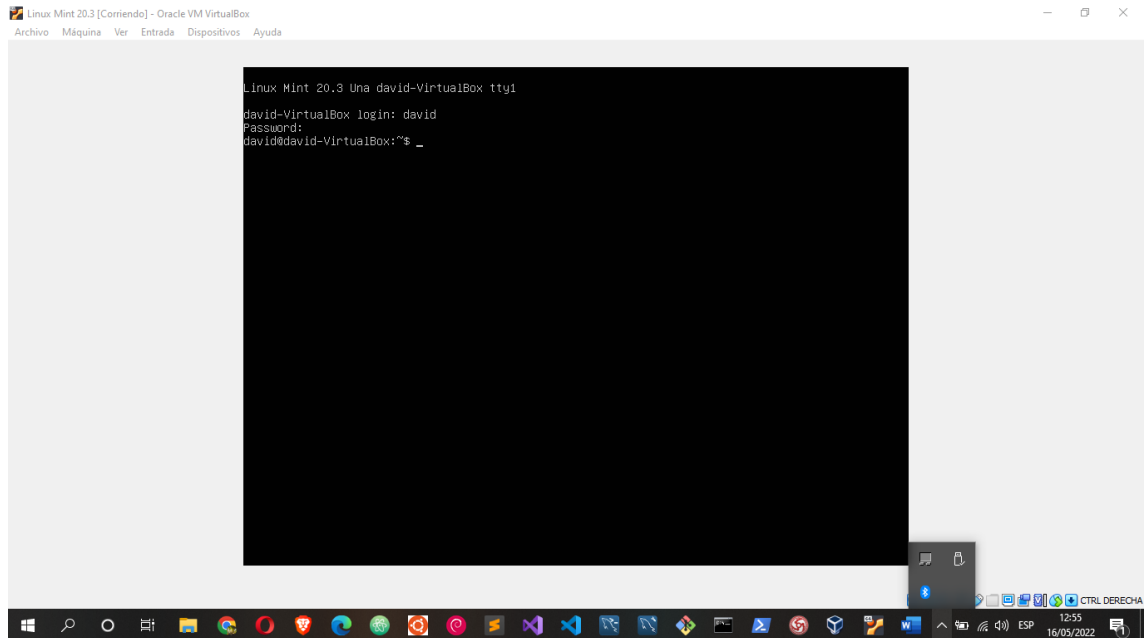 Linux Mint 20.3 [Corriendo] - Oracle VM VirtualBox
Archivo Máquina Ver Entrada Dispositivos Ayuda
Linux Mint 20.3 Una david-VirtualBox tty1
david-VirtualBox login: david
Password:
david@david-VirtualBox:~$ _
CTRL DERECHA
ESP
12:55
16/05/2022